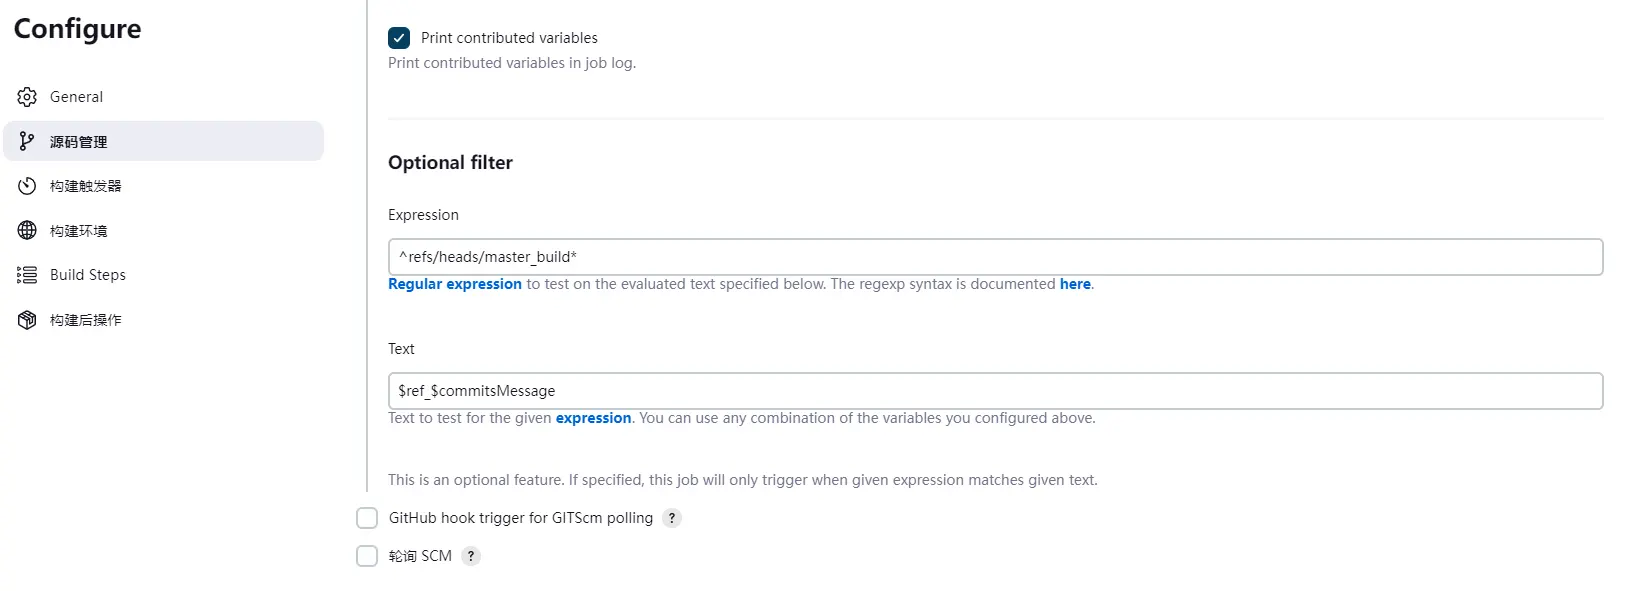 Configure
General
源码管理
构建触发器
构建环境
Build Steps
构建后操作
Print contributed variables
Print contributed variables in job log.
Optional filter
Expression
^refs/heads/master_build*
Regular expression to test on the evaluated text specified below. The regexp syntax is documented here.
Text
$ref_$commitsMessage
Text to test for the given expression. You can use any combination of the variables you configured above.
This is an optional feature. If specified, this job will only trigger when given expression matches given text.
GitHub hook trigger for GITScm polling ?
轮询 SCM ?